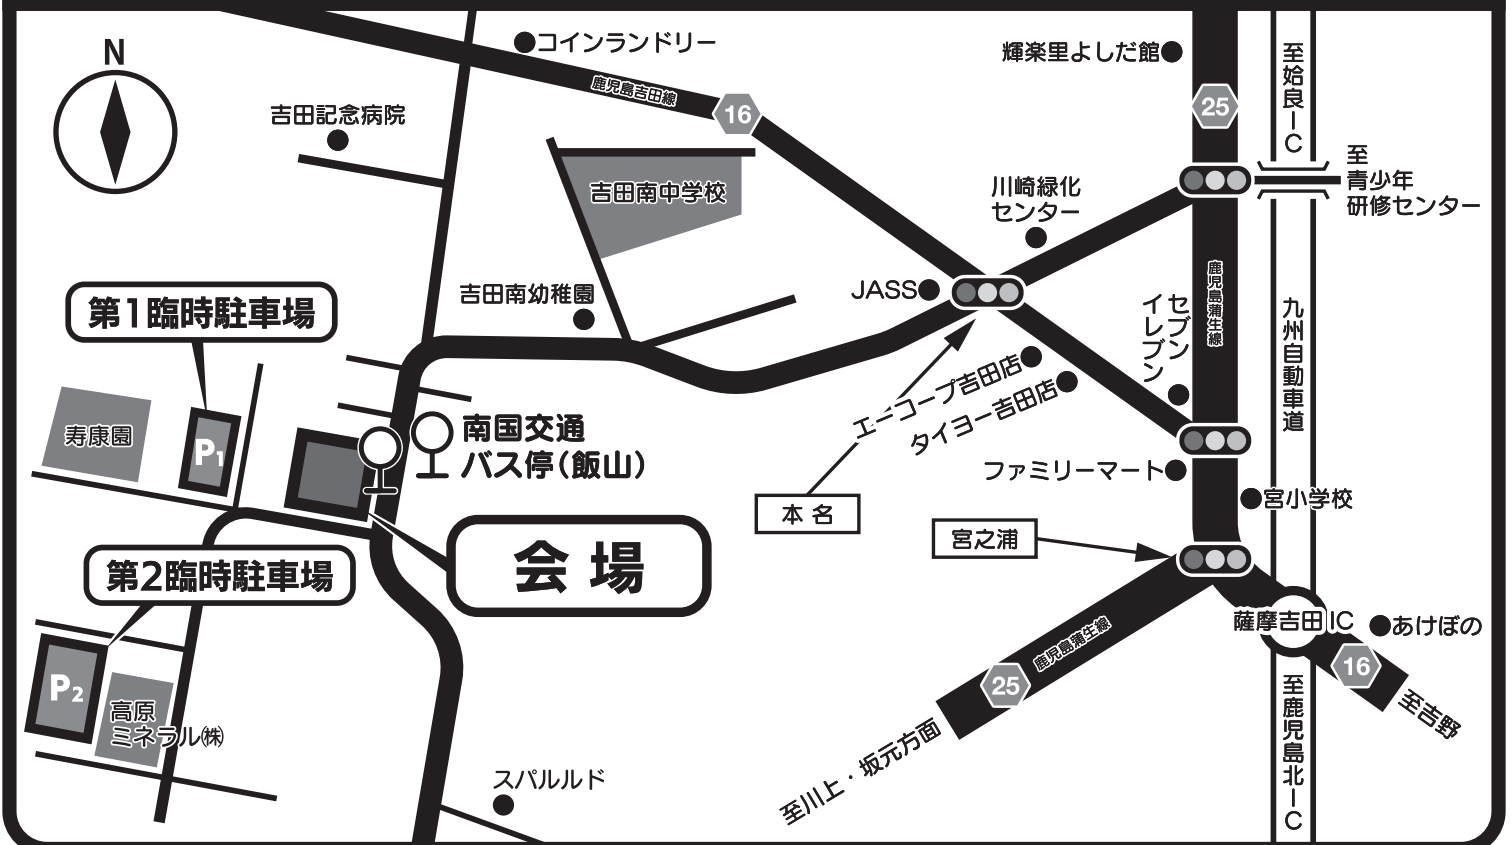 N
コインランドリー
鹿児島吉田線
16
吉田記念病院
輝楽里よしだ館
25
至姶良IC
至
青少年
研修センター
吉田南中学校
川崎緑化
センター
吉田南幼稚園
JASS
鹿児島蒲生線
セブン
イレブン
九州自動車道
第1臨時駐車場
エーコープ吉田店
タイヨー吉田店
寿康園
P1
南国交通
バス停(飯山)
ファミリーマート
宮小学校
本名
宮之浦
会場
第2臨時駐車場
薩摩吉田IC
あけぼの
鹿児島蒲生線
25
16
P2
高原
ミネラル㈱
至吉野
至鹿児島北IC
至川上・坂元方面
スパルルド